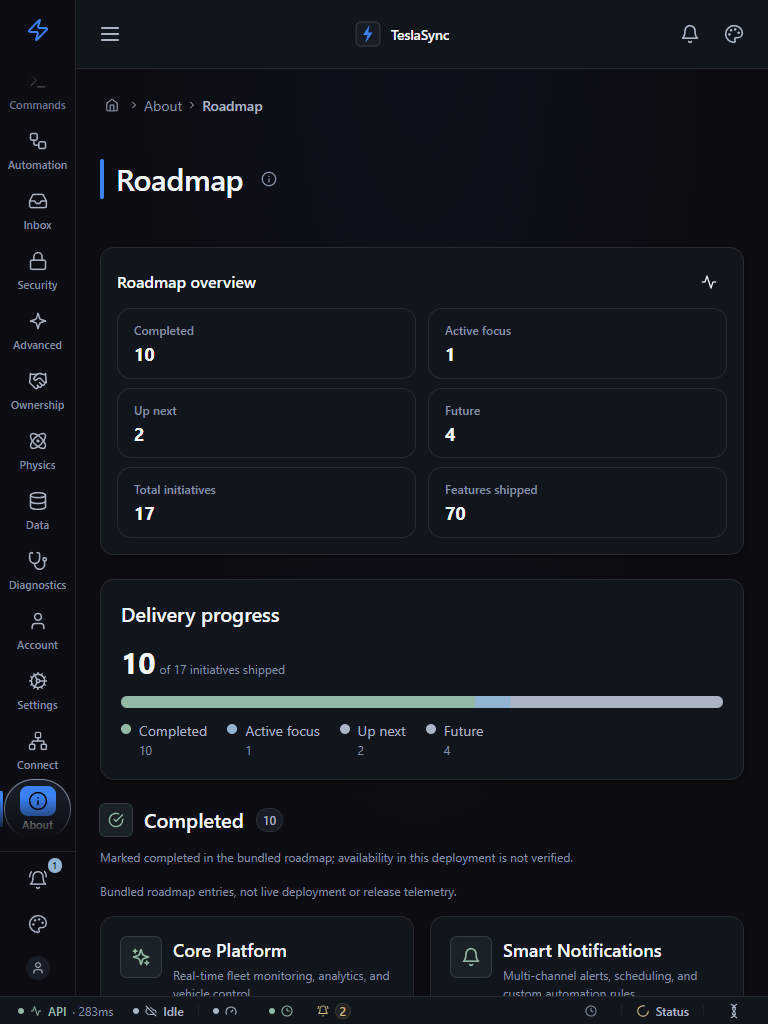 TeslaSync
Commands
Automation
Inbox
Security
Advanced
Ownership
Physics
Data
Diagnostics
Account
Settings
Connect
About
1
About
Roadmap
Roadmap
Roadmap overview
Completed
10
Active focus
1
Up next
2
Future
4
Total initiatives
17
Features shipped
70
Delivery progress
10 of 17 initiatives shipped
Completed
10
Active focus
1
Up next
2
Future
4
Completed 10
Marked completed in the bundled roadmap; availability in this deployment is not verified.
Bundled roadmap entries, not live deployment or release telemetry.
Core Platform
Real-time fleet monitoring, analytics, and
vehicle control
Smart Notifications
Multi-channel alerts, scheduling, and
custom automation rules
API · 283ms
Idle
2
Status